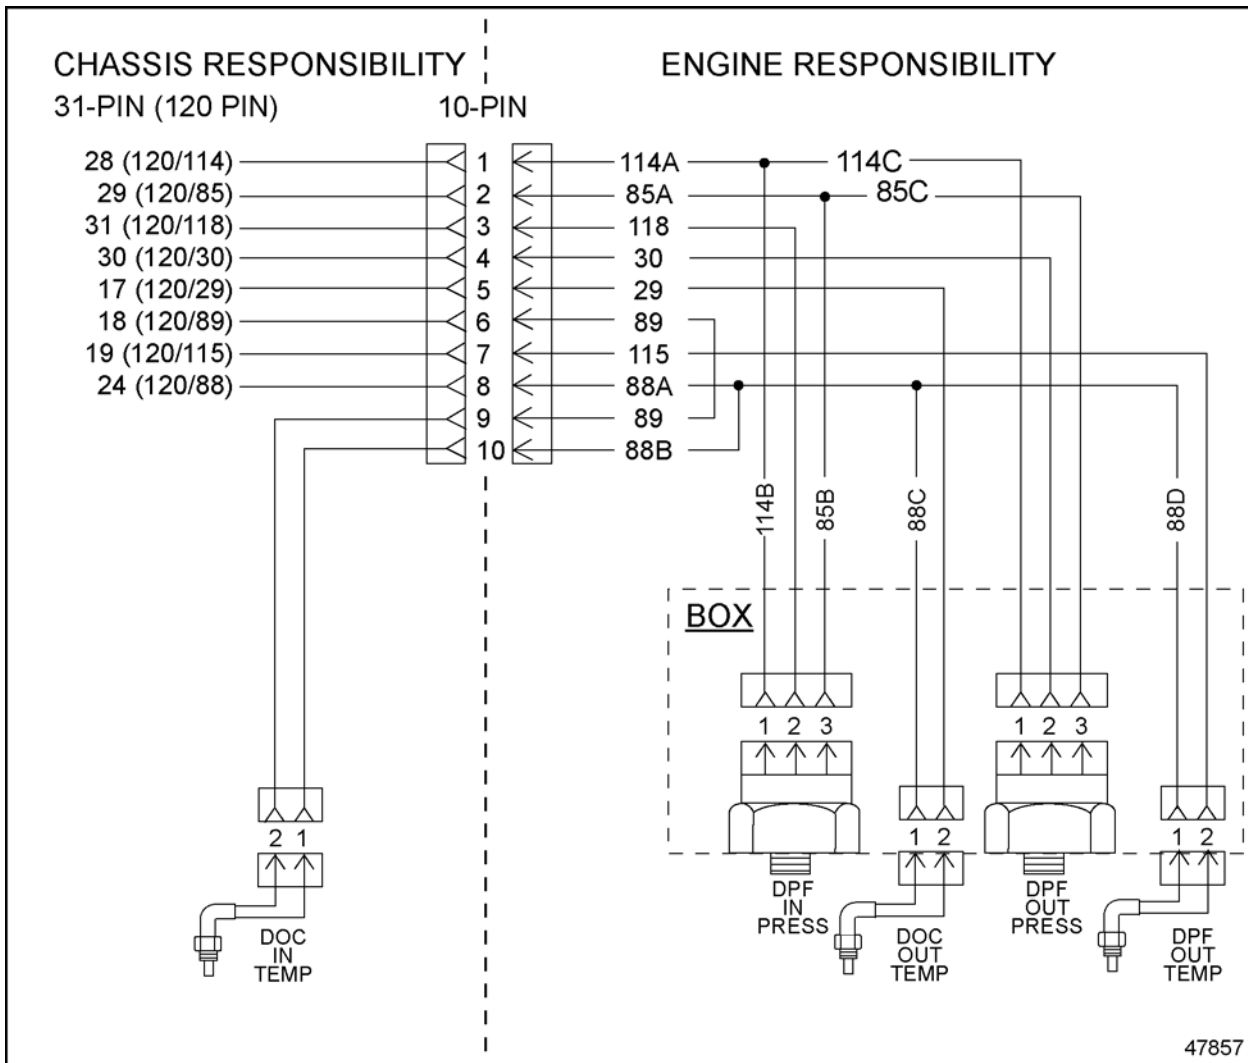 CHASSIS RESPONSIBILITY
ENGINE RESPONSIBILITY
31-PIN (120 PIN)
10-PIN
28 (120/114) 1 114A 114C
29 (120/85) 2 85A 85C
31 (120/118) 3 118
30 (120/30) 4 30
17 (120/29) 5 29
18 (120/89) 6 89
19 (120/115) 7 115
24 (120/88) 8 88A
9 89
10 88B
114B
85B
88C
88D
BOX
1 2 3
1 2 3
2 1
1 2
1 2
DPF
IN
PRESS
DPF
OUT
PRESS
DOC
IN
TEMP
DOC
OUT
TEMP
DPF
OUT
TEMP
47857